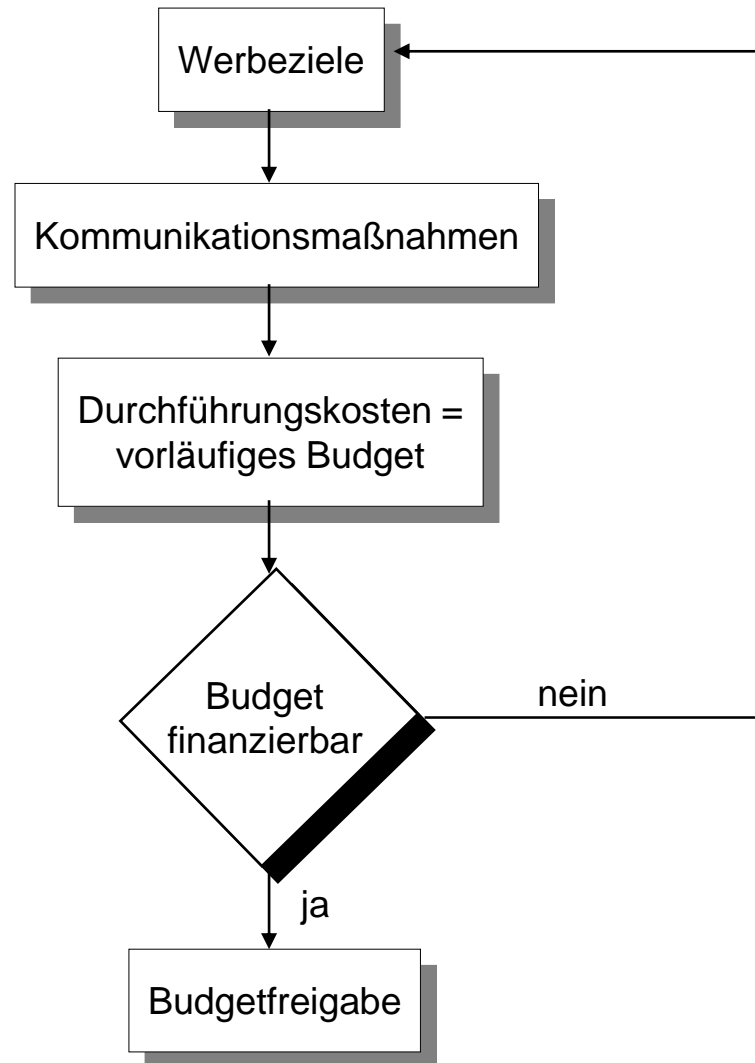 Werbeziele
Kommunikationsmaßnahmen
Durchführungskosten =
vorläufiges Budget
Budget
finanzierbar
nein
ja
Budgetfreigabe